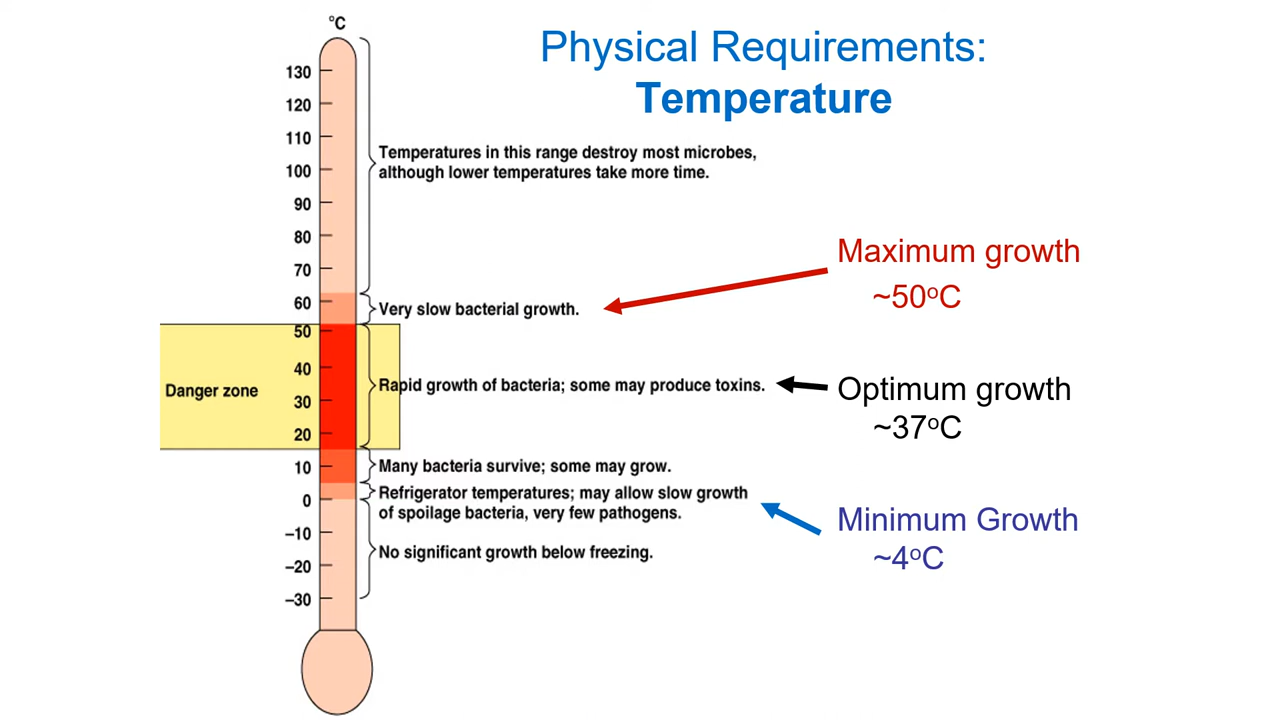 Physical Requirements:
Temperature
°C
130
120
110
100
90
80
70
60
50
40
30
20
10
0
–10
–20
–30
Temperatures in this range destroy most microbes,
although lower temperatures take more time.
Very slow bacterial growth.
Danger zone
Rapid growth of bacteria; some may produce toxins.
Many bacteria survive; some may grow.
Refrigerator temperatures; may allow slow growth
of spoilage bacteria, very few pathogens.
No significant growth below freezing.
Maximum growth
~50°C
Optimum growth
~37°C
Minimum Growth
~4°C